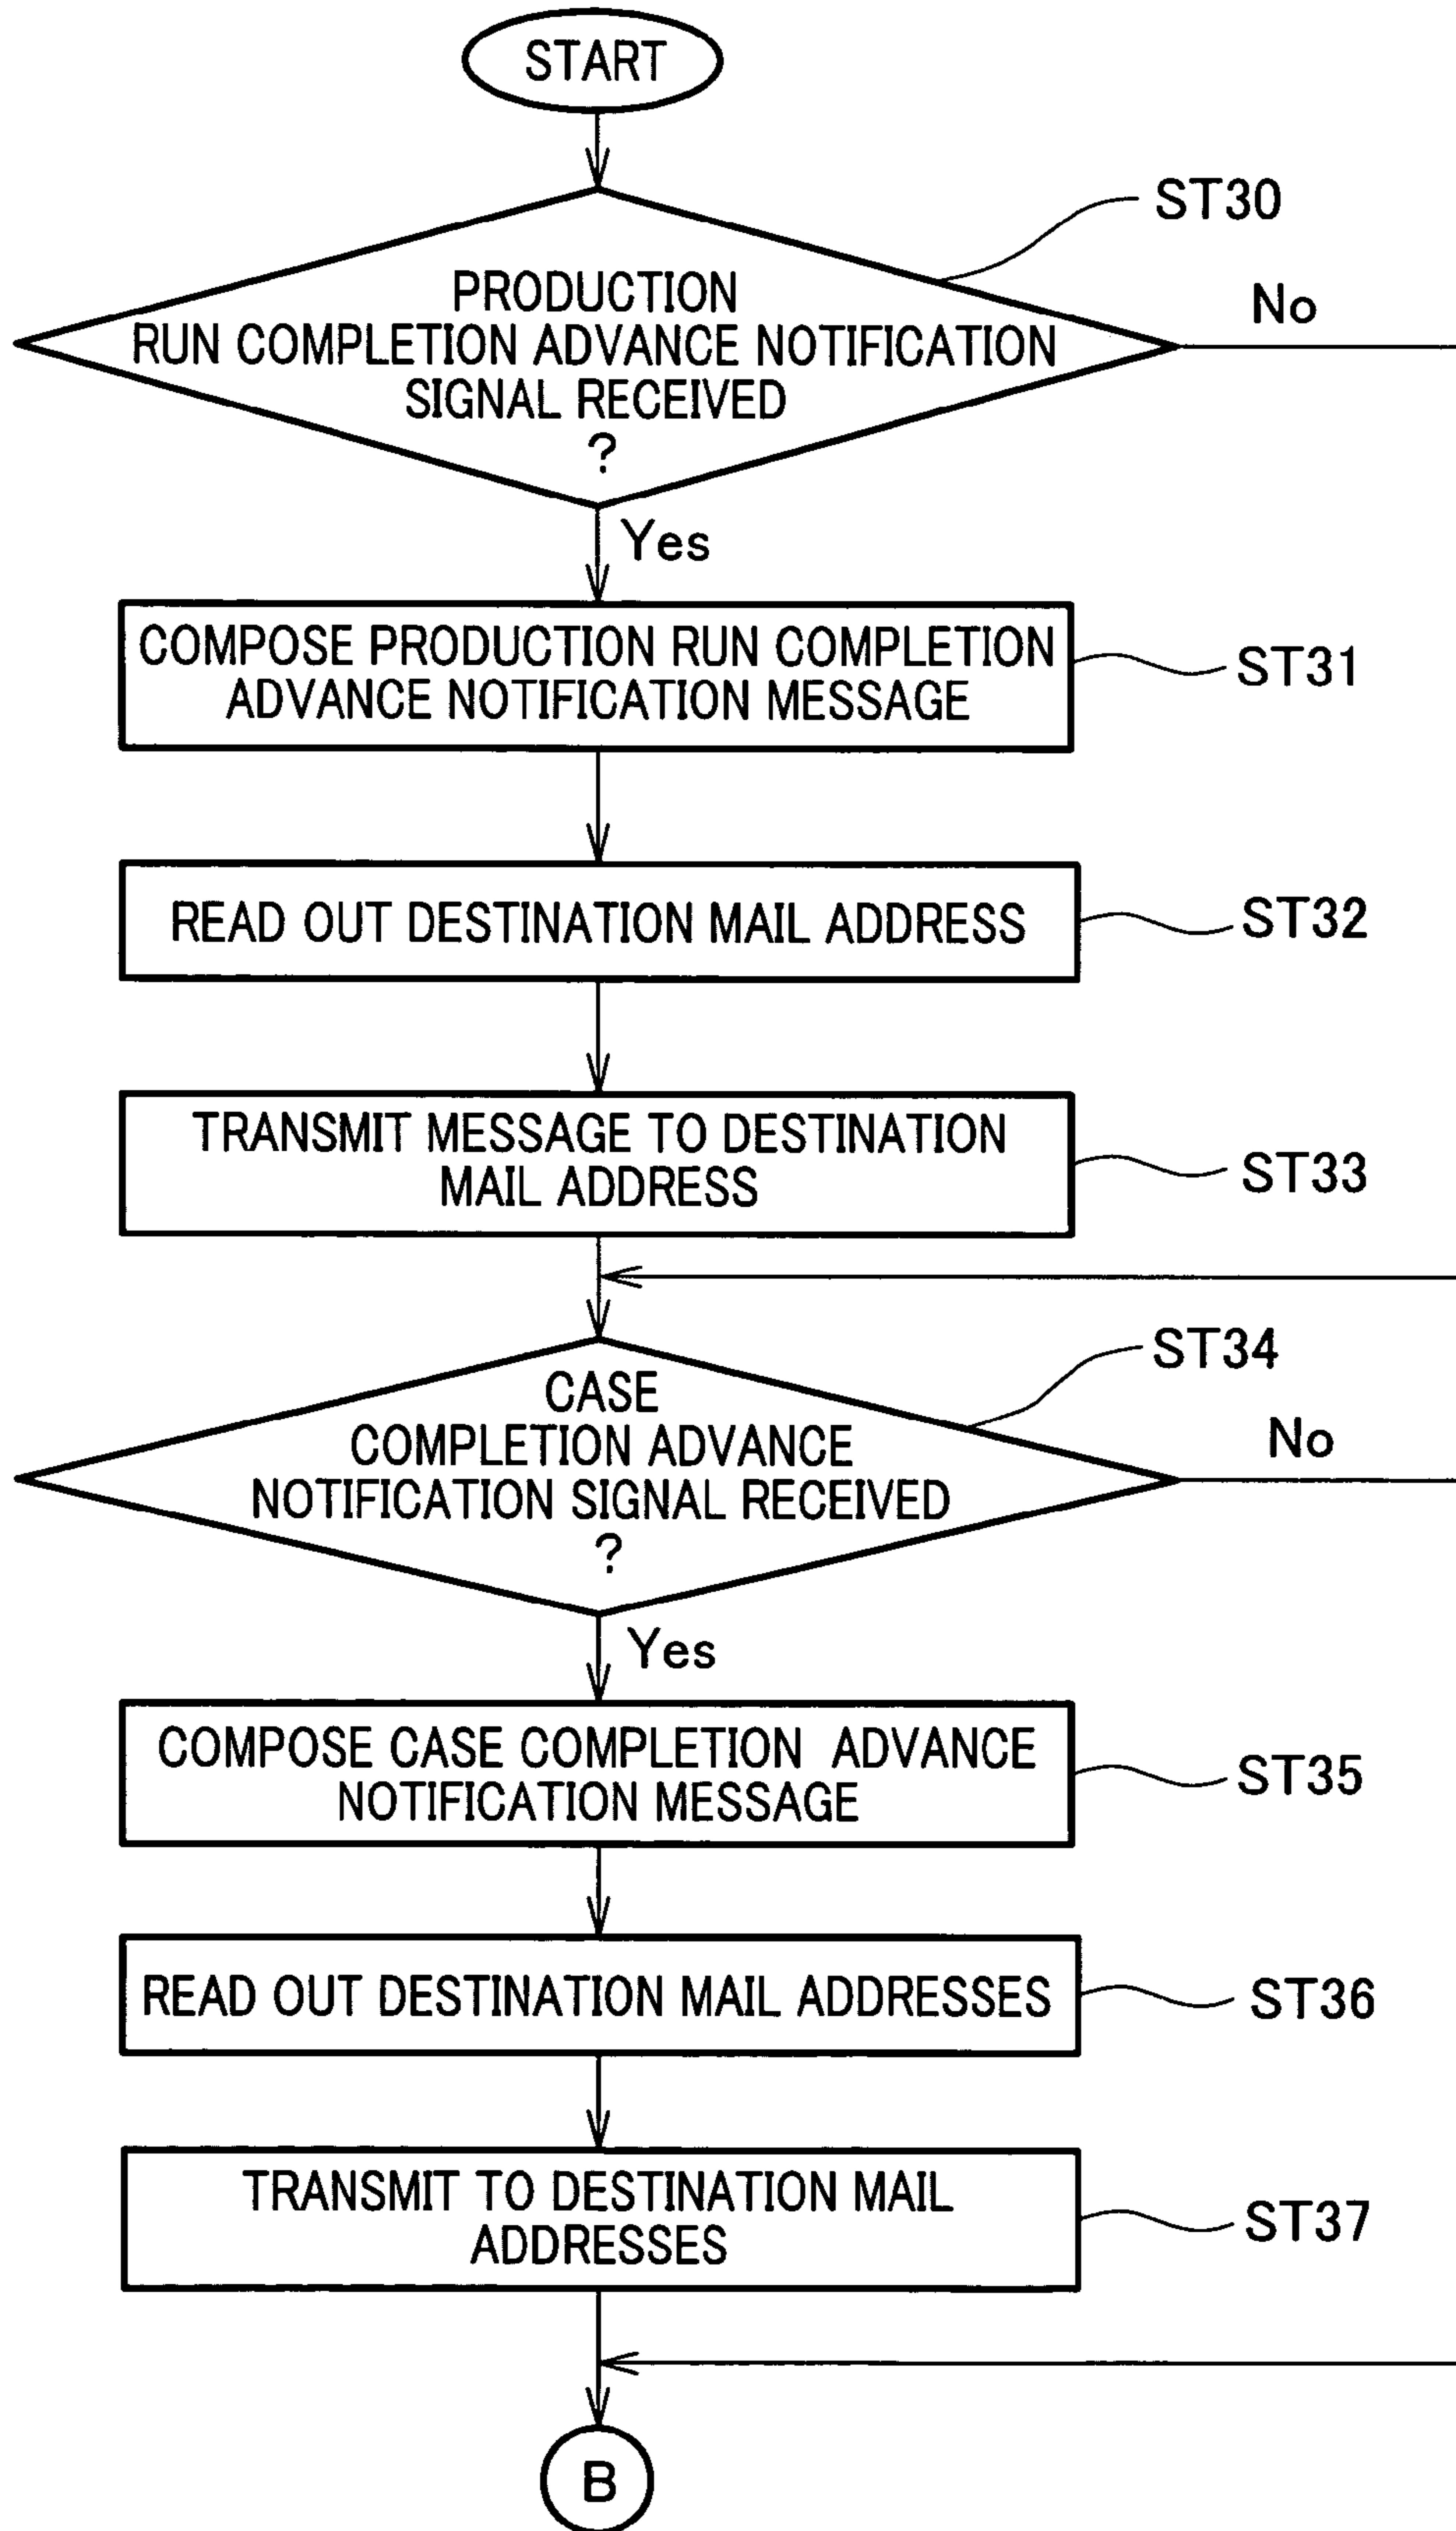 START
ST30
PRODUCTION
RUN COMPLETION ADVANCE NOTIFICATION
SIGNAL RECEIVED
?
No
Yes
COMPOSE PRODUCTION RUN COMPLETION
ADVANCE NOTIFICATION MESSAGE
ST31
READ OUT DESTINATION MAIL ADDRESS
ST32
TRANSMIT MESSAGE TO DESTINATION
MAIL ADDRESS
ST33
ST34
CASE
COMPLETION ADVANCE
NOTIFICATION SIGNAL RECEIVED
?
No
Yes
COMPOSE CASE COMPLETION ADVANCE
NOTIFICATION MESSAGE
ST35
READ OUT DESTINATION MAIL ADDRESSES
ST36
TRANSMIT TO DESTINATION MAIL
ADDRESSES
ST37
B